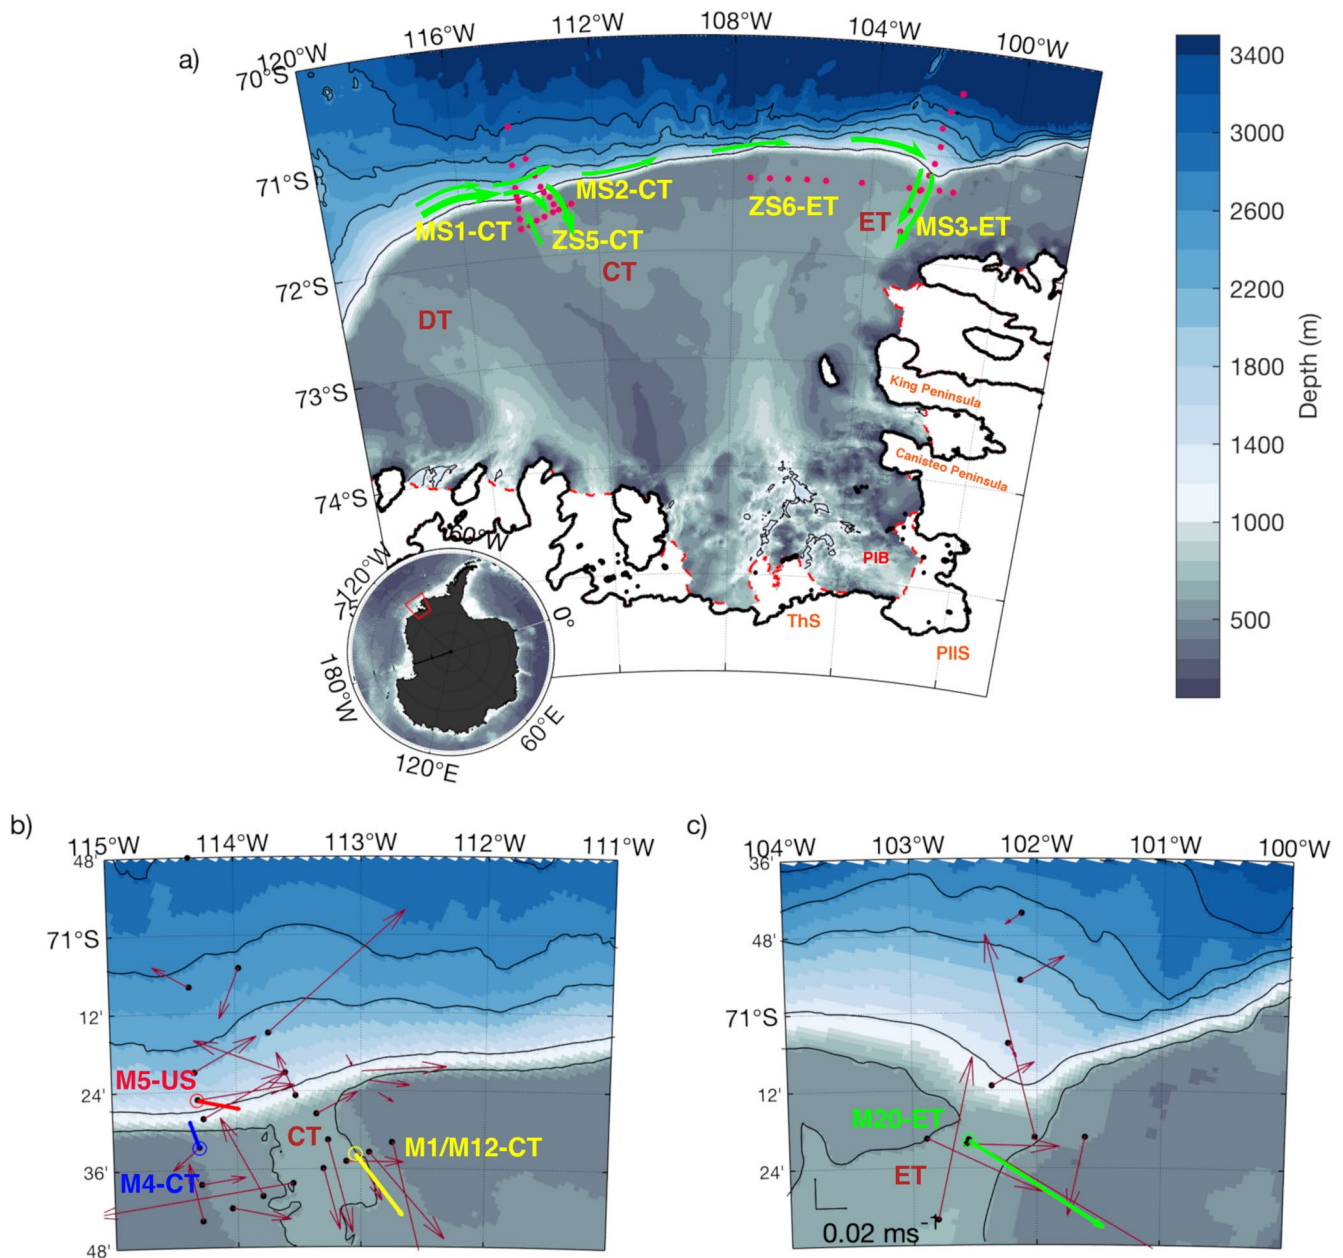 a)
120°W
116°W
112°W
108°W
104°W
100°W
70°S
71°S
72°S
73°S
74°S
MS1-CT
MS2-CT
ZS5-CT
CT
ZS6-ET
ET
MS3-ET
DT
King Peninsula
Canisteo Peninsula
PIB
ThS
PIIS
3400
3000
2600
2200
1800
1400
1000
500
Depth (m)
60°W
120°W
0°
180°W
60°E
120°E
b)
115°W
114°W
113°W
112°W
111°W
48'
71°S
12'
24'
36'
48'
M5-US
CT
M1/M12-CT
M4-CT
c)
104°W
103°W
102°W
101°W
100°W
36'
48'
71°S
12'
24'
M20-ET
ET
0.02 ms-1